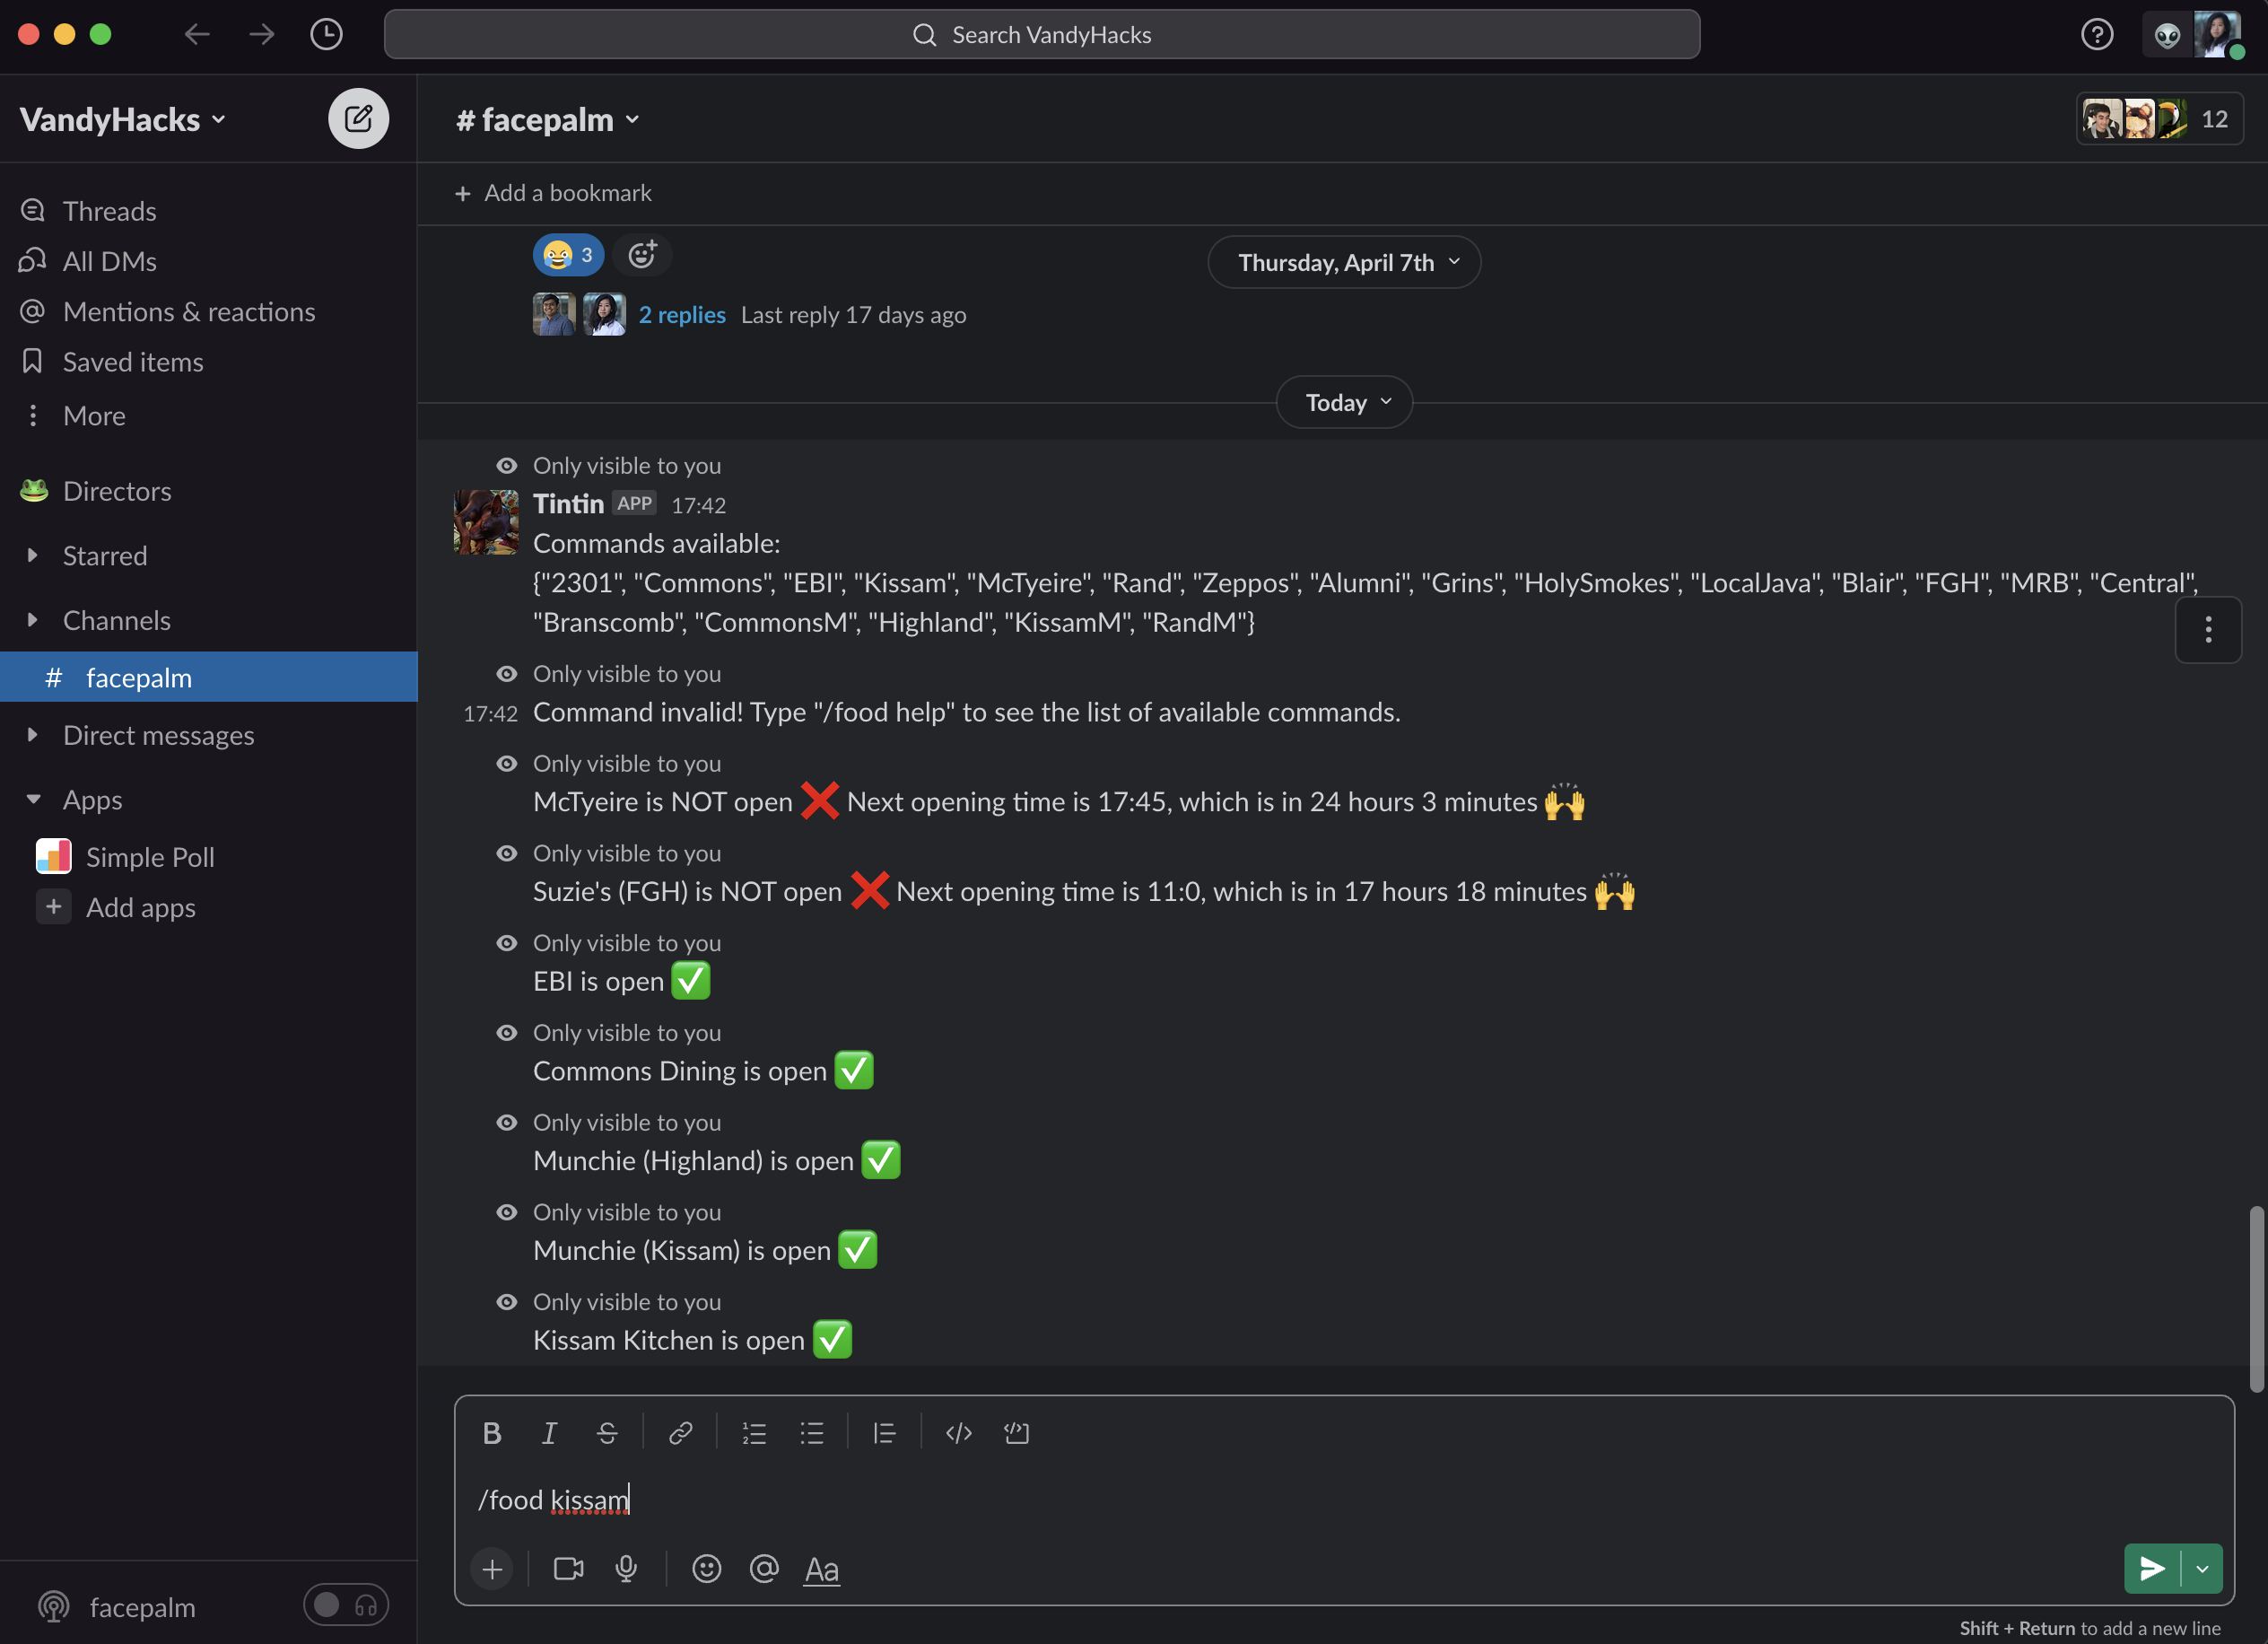 Search VandyHacks
VandyHacks
# facepalm
12
+ Add a bookmark
Threads
All DMs
Mentions & reactions
Saved items
More
Directors
Starred
Channels
# facepalm
Direct messages
Apps
Simple Poll
+ Add apps
facepalm
3
Thursday, April 7th
2 replies Last reply 17 days ago
Today
Only visible to you
Tintin APP 17:42
Commands available:
{"2301", "Commons", "EBI", "Kissam", "McTyeire", "Rand", "Zeppos", "Alumni", "Grins", "HolySmokes", "LocalJava", "Blair", "FGH", "MRB", "Central",
"Branscomb", "CommonsM", "Highland", "KissamM", "RandM"}
Only visible to you
17:42 Command invalid! Type "/food help" to see the list of available commands.
Only visible to you
McTyeire is NOT open ❌ Next opening time is 17:45, which is in 24 hours 3 minutes 🙌
Only visible to you
Suzie's (FGH) is NOT open ❌ Next opening time is 11:0, which is in 17 hours 18 minutes 🙌
Only visible to you
EBI is open ✅
Only visible to you
Commons Dining is open ✅
Only visible to you
Munchie (Highland) is open ✅
Only visible to you
Munchie (Kissam) is open ✅
Only visible to you
Kissam Kitchen is open ✅
B I S
/food kissam
+ @ Aa
Shift + Return to add a new line